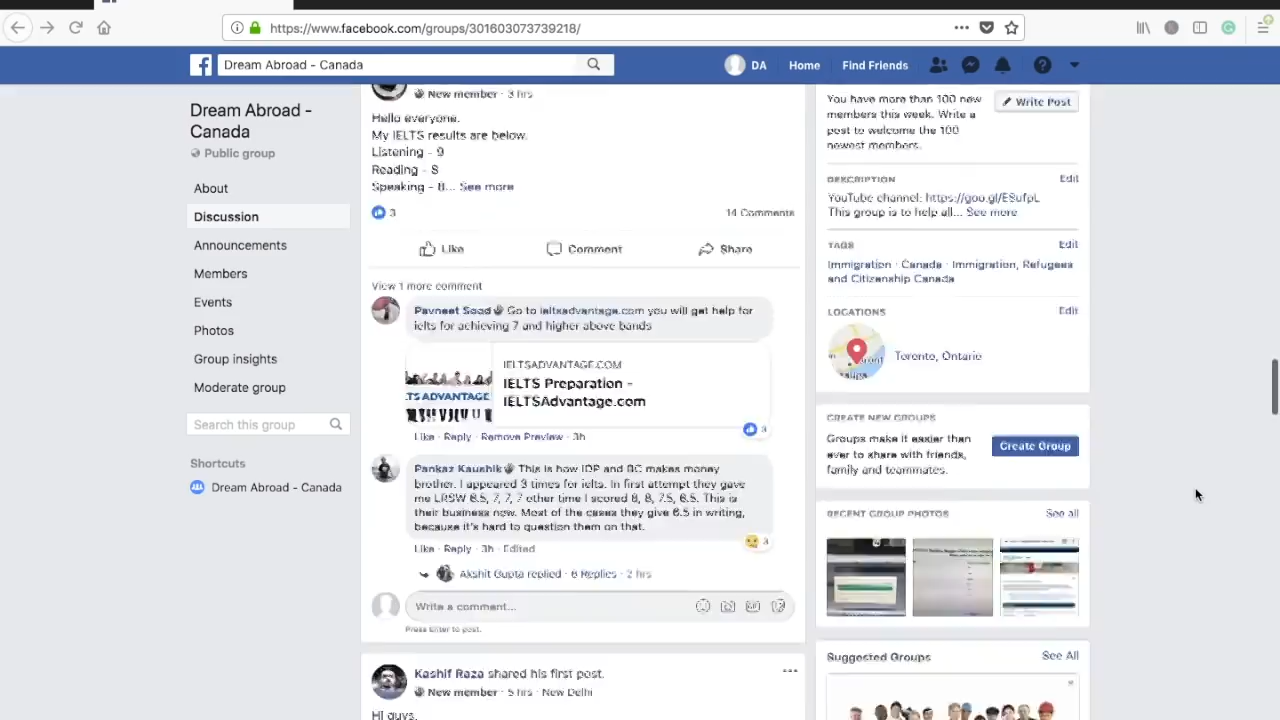 https://www.facebook.com/groups/301603073739218/
Dream Abroad - Canada
DA
Home
Find Friends
Dream Abroad -
Canada
Public group
About
Discussion
Announcements
Members
Events
Photos
Group insights
Moderate group
Search this group
Shortcuts
Dream Abroad - Canada
New member · 3 hrs
Hello everyone.
My IELTS results are below.
Listening - 9
Reading - 8
Speaking - 8... See more
3
14 Comments
Like
Comment
Share
View 1 more comment
Pavneet Sood Go to ieltsadvantage.com you will get help for
ielts for achieving 7 and higher above bands
TS ADVANTAGE
IELTSADVANTAGE.COM
IELTS Preparation -
IELTSAdvantage.com
3
Like · Reply · Remove Preview · 3h
Pankaz Kaushik This is how IDP and BC makes money
brother. I appeared 3 times for ielts. In first attempt they gave
me LRSW 6.5, 7, 7, 7 other time I scored 8, 8, 7.5, 6.5. This is
their business now. Most of the cases they give 6.5 in writing,
because it's hard to question them on that.
3
Like · Reply · 3h · Edited
Akshit Gupta replied · 6 Replies · 2 hrs
Write a comment...
Press Enter to post.
Kashif Raza shared his first post.
New member · 5 hrs · New Delhi
Hi guys,
You have more than 100 new
members this week. Write a
post to welcome the 100
newest members.
Write Post
DESCRIPTION
Edit
YouTube channel: https://goo.gl/ESufpL
This group is to help all... See more
TAGS
Edit
Immigration · Canada · Immigration, Refugees
and Citizenship Canada
LOCATIONS
Edit
Toronto, Ontario
CREATE NEW GROUPS
Groups make it easier than
ever to share with friends,
family and teammates.
Create Group
RECENT GROUP PHOTOS
See all
Suggested Groups
See All